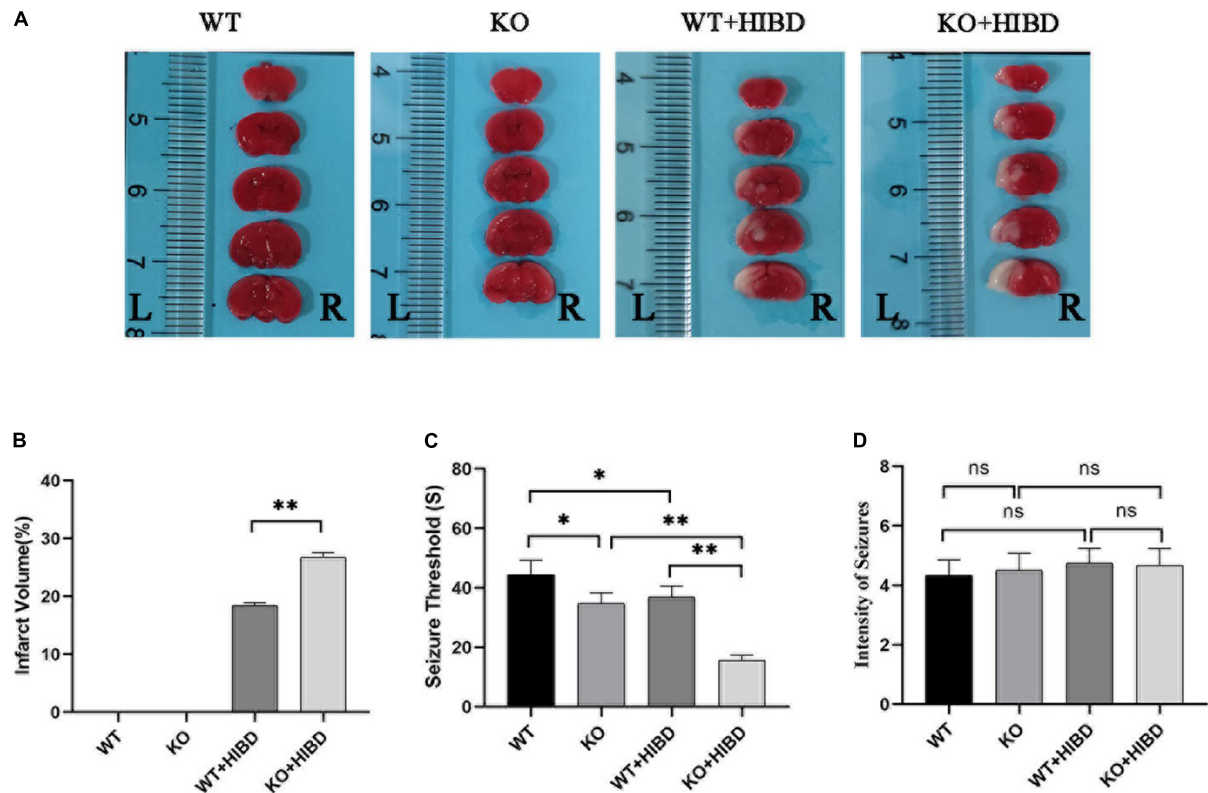 A
WT
KO
WT+HIBD
KO+HIBD
5
6
7
8
L
R
4
5
6
7
8
L
R
4
5
6
7
L
R
4
5
6
7
8
L
R
B
Infarct Volume(%)
40
30
20
10
0
**
WT
KO
WT+HIBD
KO+HIBD
C
Seizure Threshold (S)
80
60
40
20
0
*
*
**
**
WT
KO
WT+HIBD
KO+HIBD
D
Intensity of Seizures
8
6
4
2
0
ns
ns
ns
ns
WT
KO
WT+HIBD
KO+HIBD